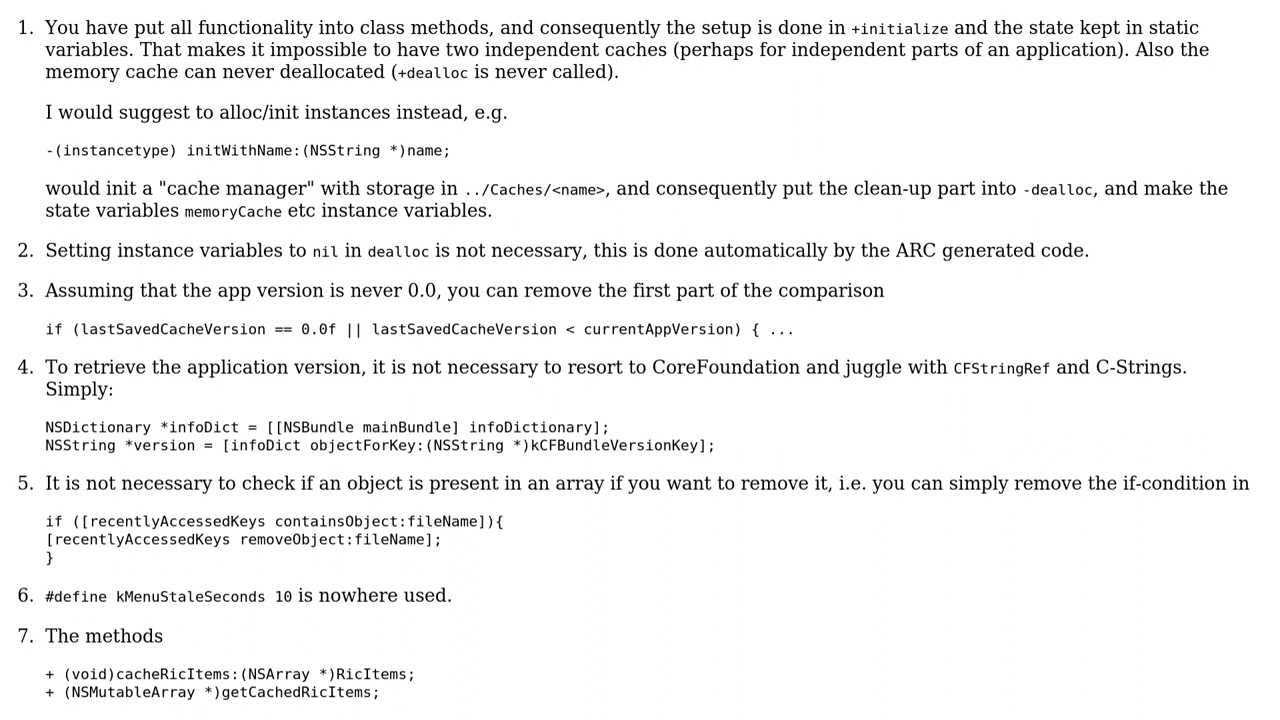 1. You have put all functionality into class methods, and consequently the setup is done in +initialize and the state kept in static
variables. That makes it impossible to have two independent caches (perhaps for independent parts of an application). Also the
memory cache can never deallocated (+dealloc is never called).
I would suggest to alloc/init instances instead, e.g.
-(instancetype) initWithName:(NSString *)name;
would init a "cache manager" with storage in ../Caches/<name>, and consequently put the clean-up part into -dealloc, and make the
state variables memoryCache etc instance variables.
2. Setting instance variables to nil in dealloc is not necessary, this is done automatically by the ARC generated code.
3. Assuming that the app version is never 0.0, you can remove the first part of the comparison
if (lastSavedCacheVersion == 0.0f || lastSavedCacheVersion < currentAppVersion) { ...
4. To retrieve the application version, it is not necessary to resort to CoreFoundation and juggle with CFStringRef and C-Strings.
Simply:
NSDictionary *infoDict = [[NSBundle mainBundle] infoDictionary];
NSString *version = [infoDict objectForKey:(NSString *)kCFBundleVersionKey];
5. It is not necessary to check if an object is present in an array if you want to remove it, i.e. you can simply remove the if-condition in
if ([recentlyAccessedKeys containsObject:fileName]){
[recentlyAccessedKeys removeObject:fileName];
}
6. #define kMenuStaleSeconds 10 is nowhere used.
7. The methods
+ (void)cacheRicItems:(NSArray *)RicItems;
+ (NSMutableArray *)getCachedRicItems;